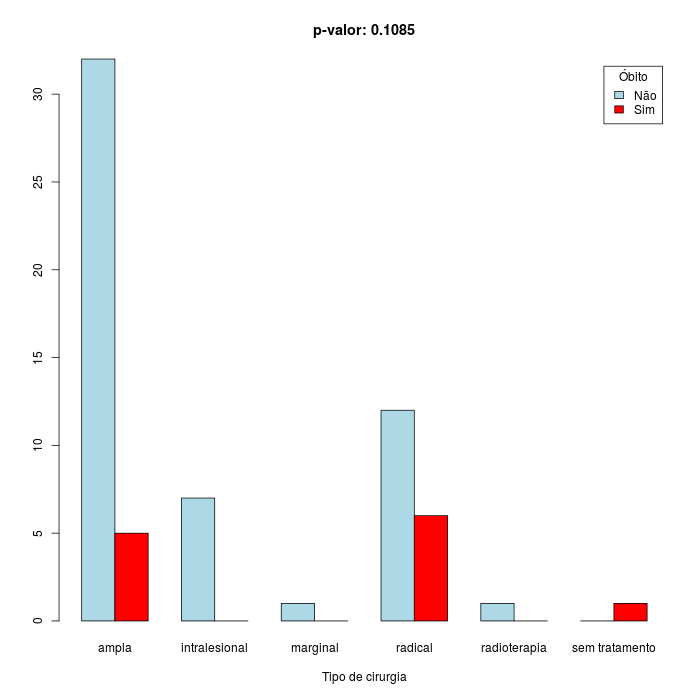 p-valor: 0.1085
Óbito
Não
Sim
30
25
20
15
10
5
0
ampla intralesional marginal radical radioterapia sem tratamento
Tipo de cirurgia